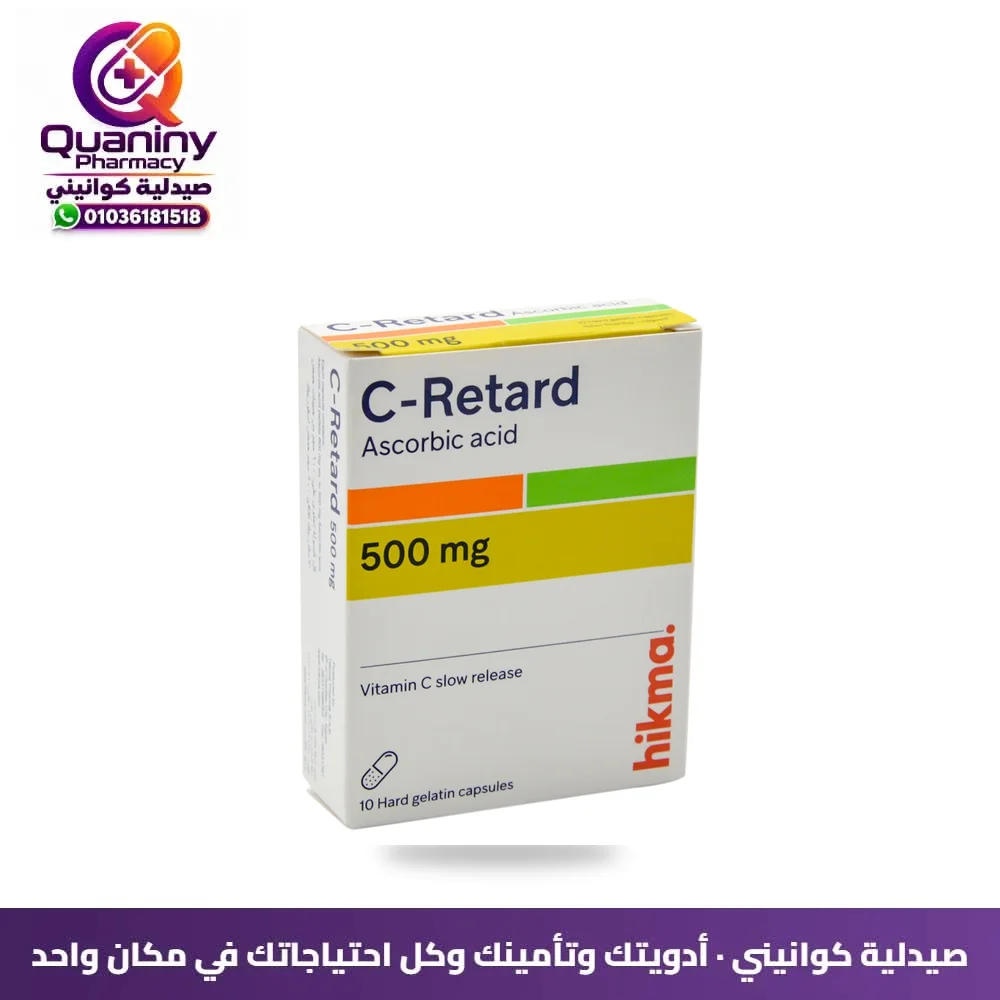 Quaniny
Pharmacy
صيدلية كوانيني
01036181518
C-Retard Ascorbic acid
500 mg
C-Retard
Ascorbic acid
500 mg
Vitamin C slow release
hikma.
10 Hard gelatin capsules
C-Retard 500 mg
صيدلية كوانيني · أدويتك وتأمينك وكل احتياجاتك في مكان واحد